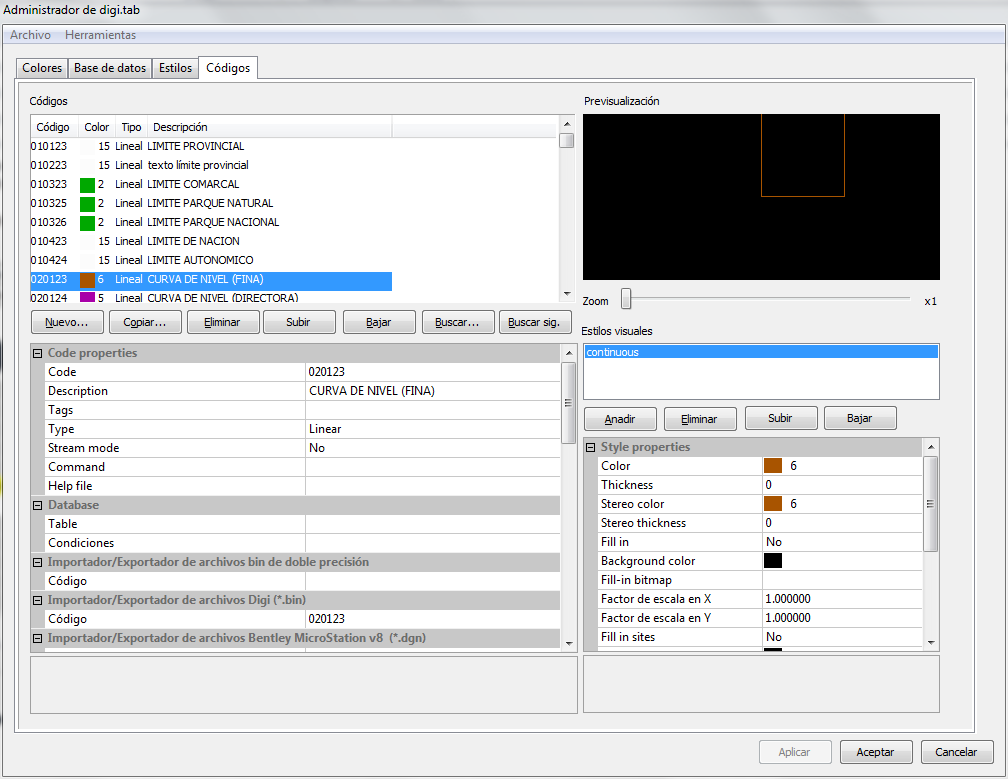 Administrador de digi.tab
Archivo Herramientas
Colores Base de datos Estilos Códigos
Códigos
Código Color Tipo Descripción
010123 15 Lineal LIMITE PROVINCIAL
010223 15 Lineal texto límite provincial
010323 2 Lineal LIMITE COMARCAL
010325 2 Lineal LIMITE PARQUE NATURAL
010326 2 Lineal LIMITE PARQUE NACIONAL
010423 15 Lineal LIMITE DE NACION
010424 15 Lineal LIMITE AUTONOMICO
020123 6 Lineal CURVA DE NIVEL (FINA)
020124 5 Lineal CURVA DE NIVEL (DIRECTORA)
Nuevo... Copiar... Eliminar Subir Bajar Buscar... Buscar sig.
Code properties
Code 020123
Description CURVA DE NIVEL (FINA)
Tags
Type Linear
Stream mode No
Command
Help file
Database
Table
Condiciones
Importador/Exportador de archivos bin de doble precisión
Código
Importador/Exportador de archivos Digi (*.bin)
Código 020123
Importador/Exportador de archivos Bentley MicroStation v8 (*.dgn)
Previsualización
Zoom x1
Estilos visuales
continuous
Anadir Eliminar Subir Bajar
Style properties
Color 6
Thickness 0
Stereo color 6
Stereo thickness 0
Fill in No
Background color
Fill-in bitmap
Factor de escala en X 1.000000
Factor de escala en Y 1.000000
Fill in sites No
Aplicar Aceptar Cancelar